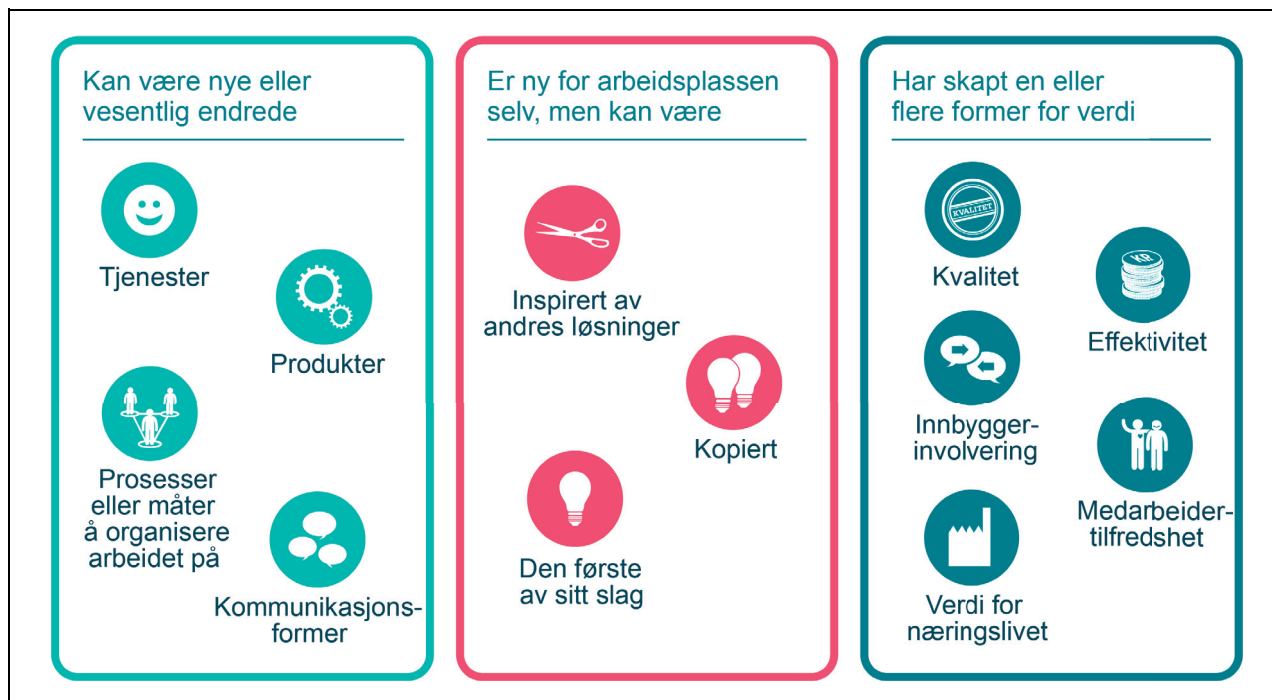 Kan være nye eller
vesentlig endrede
Tjenester
Produkter
Prosesser
eller måter
å organisere
arbeidet på
Kommunikasjons-
former
Er ny for arbeidsplassen
selv, men kan være
Inspirert av
andres løsninger
Kopiert
Den første
av sitt slag
Har skapt en eller
flere former for verdi
KVALITET
Kvalitet
KR
Effektivitet
Innbygger-
involvering
Medarbeider-
tilfredshet
Verdi for
næringslivet